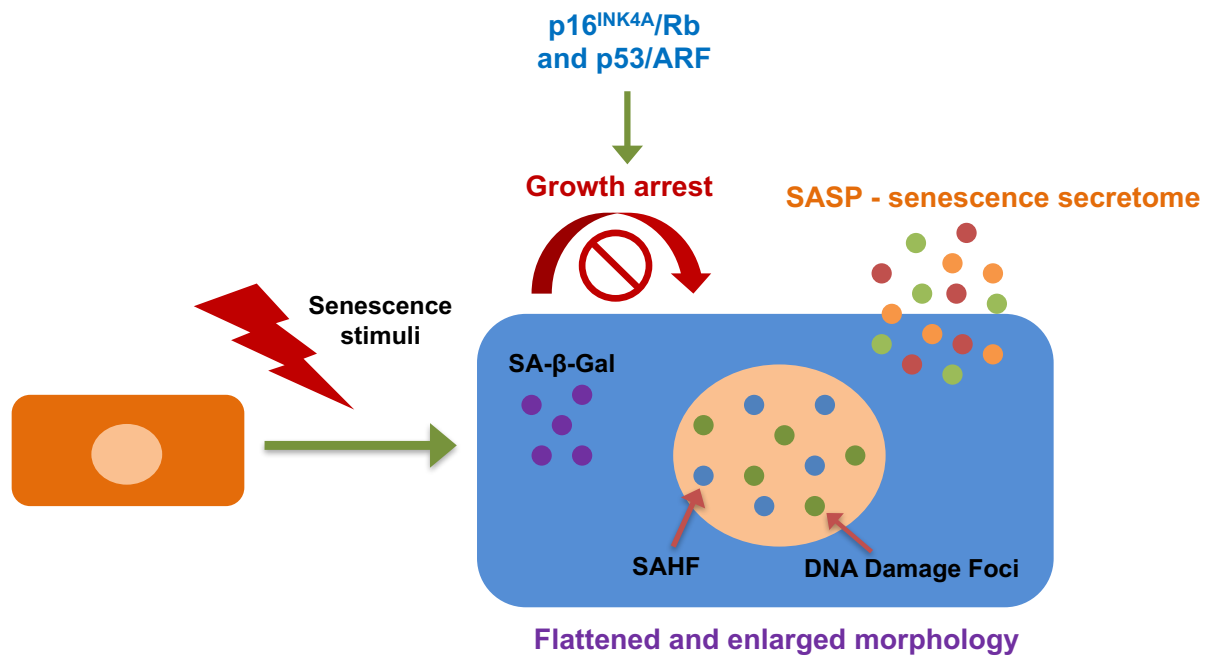 p16INK4A/Rb
and p53/ARF
Growth arrest
SASP - senescence secretome
Senescence
stimuli
SA-β-Gal
SAHF
DNA Damage Foci
Flattened and enlarged morphology